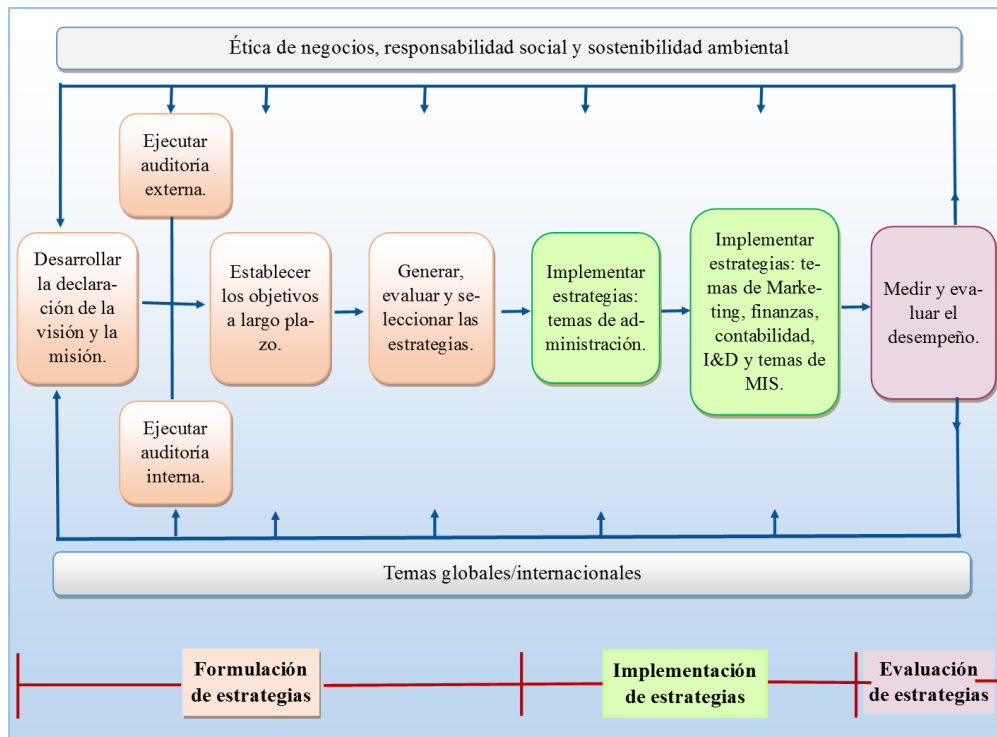 Ética de negocios, responsabilidad social y sostenibilidad ambiental
Ejecutar
auditoría
externa.
Desarrollar
la declara-
ción de la
visión y la
misión.
Establecer
los objetivos
a largo pla-
zo.
Generar,
evaluar y se-
leccionar las
estrategias.
Implementar
estrategias:
temas de ad-
ministración.
Implementar
estrategias: te-
mas de Marke-
ting, finanzas,
contabilidad,
I&D y temas de
MIS.
Medir y eva-
luar el
desempeño.
Ejecutar
auditoría
interna.
Temas globales/internacionales
Formulación
de estrategias
Implementación
de estrategias
Evaluación
de estrategias